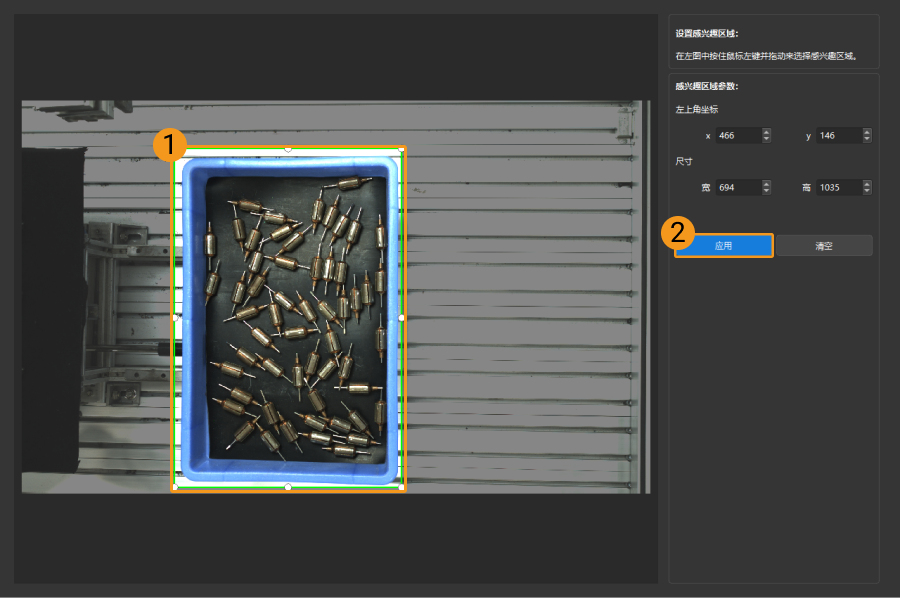 设置感兴趣区域：
在左图中按住鼠标左键并拖动来选择感兴趣区域。
感兴趣区域参数：
左上角坐标
x 466 y 146
尺寸
宽 694 高 1035
1
2
应用 清空